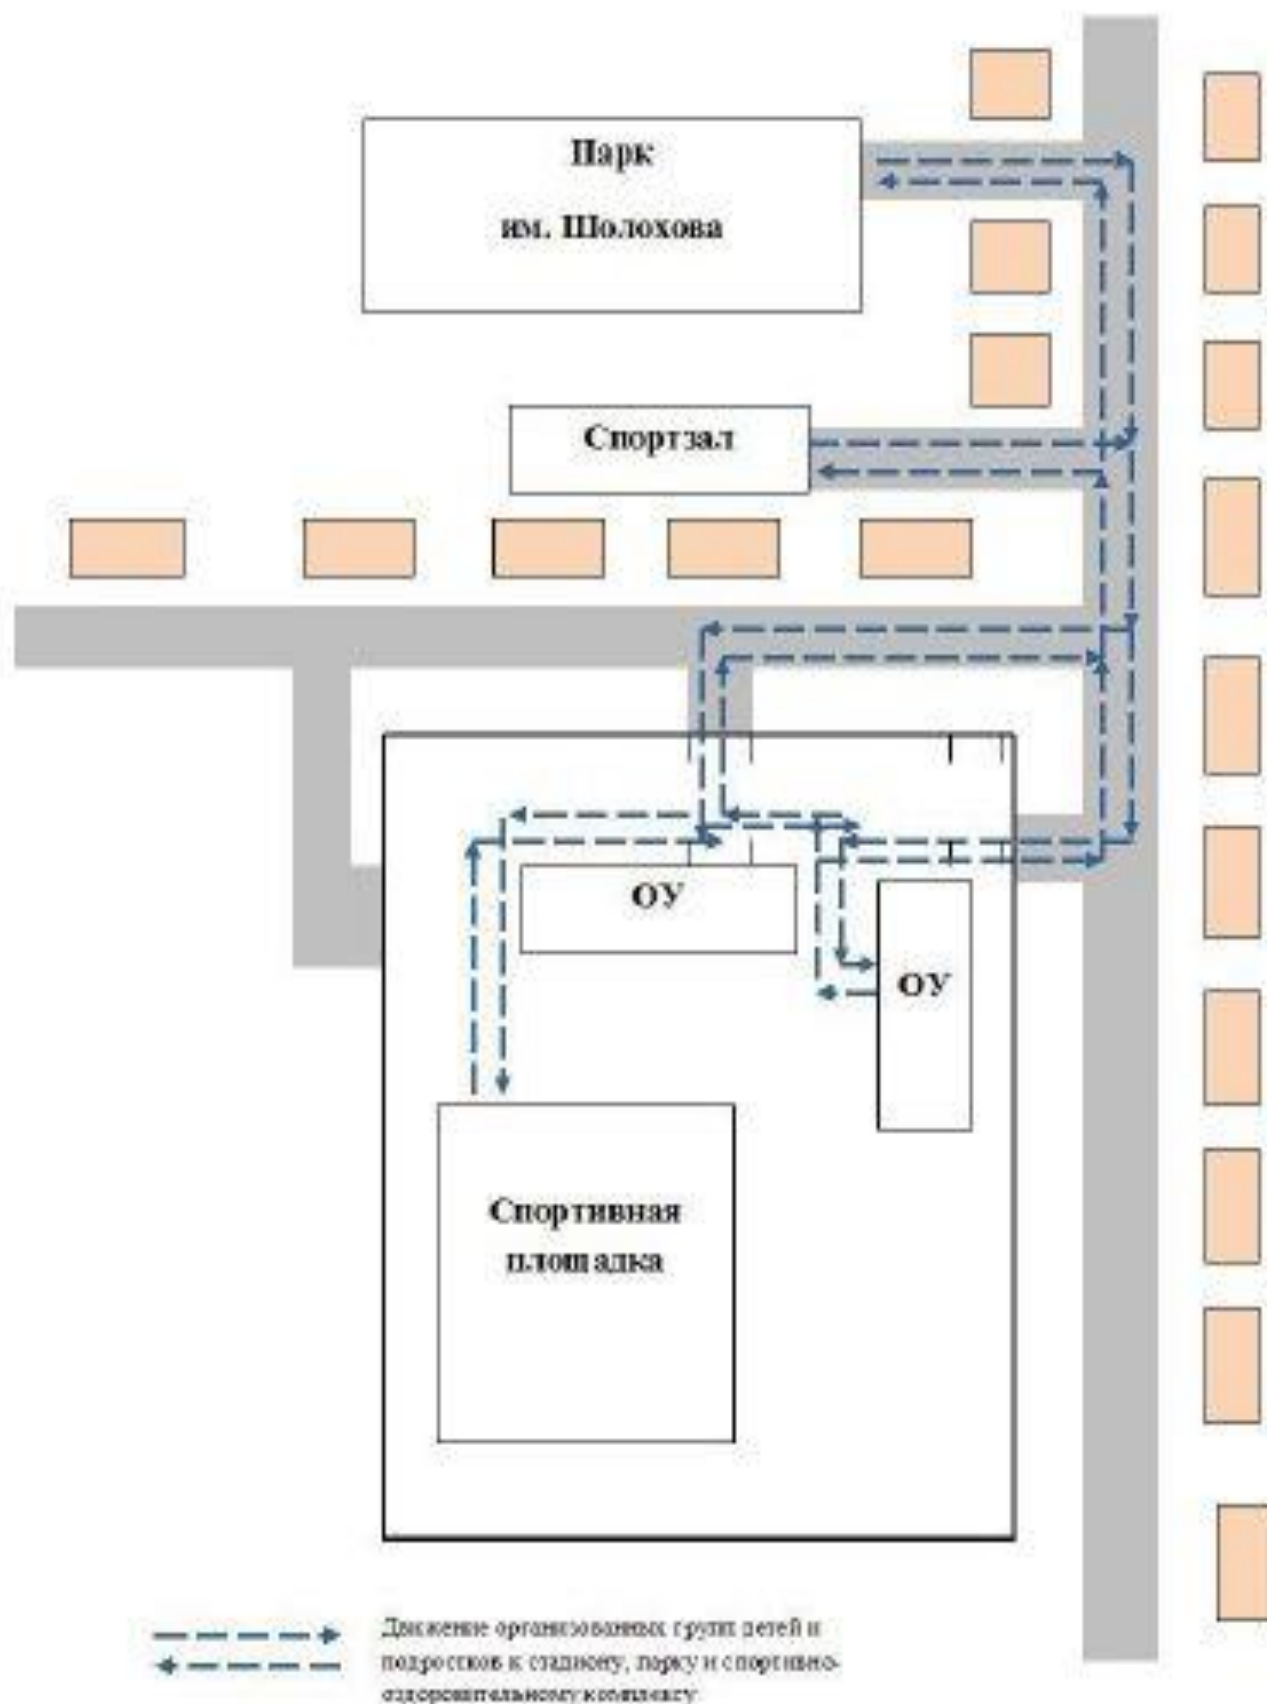 Парк
им. Шолохова
Спортзал
ОУ
ОУ
Спортивная
площадка
Движение организованных групп детей и
подростков к стадиону, парку и спортивно-
оздоровительному комплексу